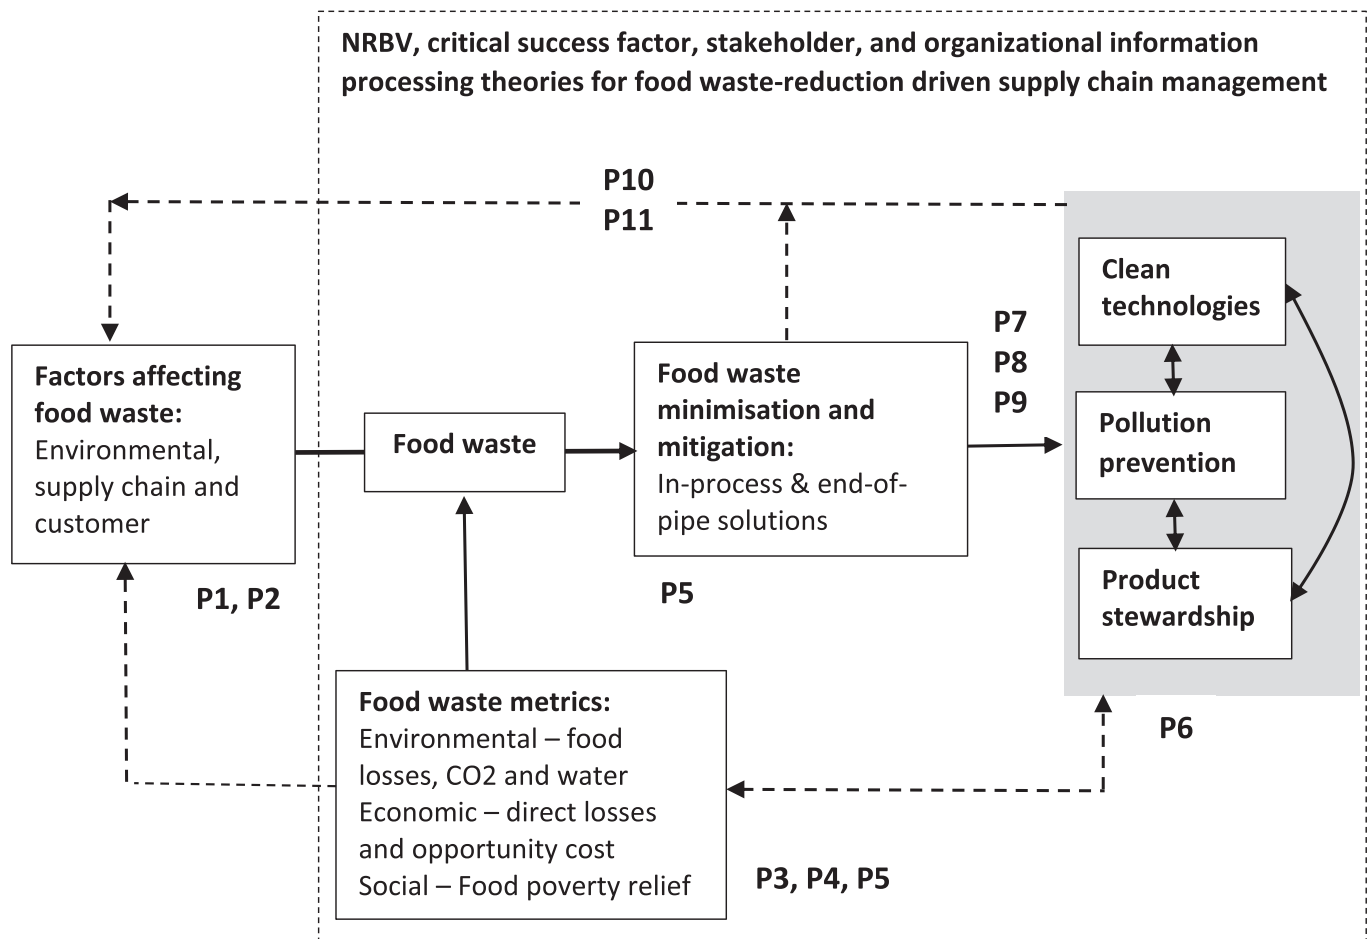 NRBV, critical success factor, stakeholder, and organizational information
processing theories for food waste-reduction driven supply chain management
P10
P11
Clean
technologies
P7
P8
P9
Factors affecting
food waste:
Environmental,
supply chain and
customer
Food waste
Food waste
minimisation and
mitigation:
In-process & end-of-
pipe solutions
Pollution
prevention
Product
stewardship
P1, P2
P5
P6
Food waste metrics:
Environmental – food
losses, CO2 and water
Economic – direct losses
and opportunity cost
Social – Food poverty relief
P3, P4, P5